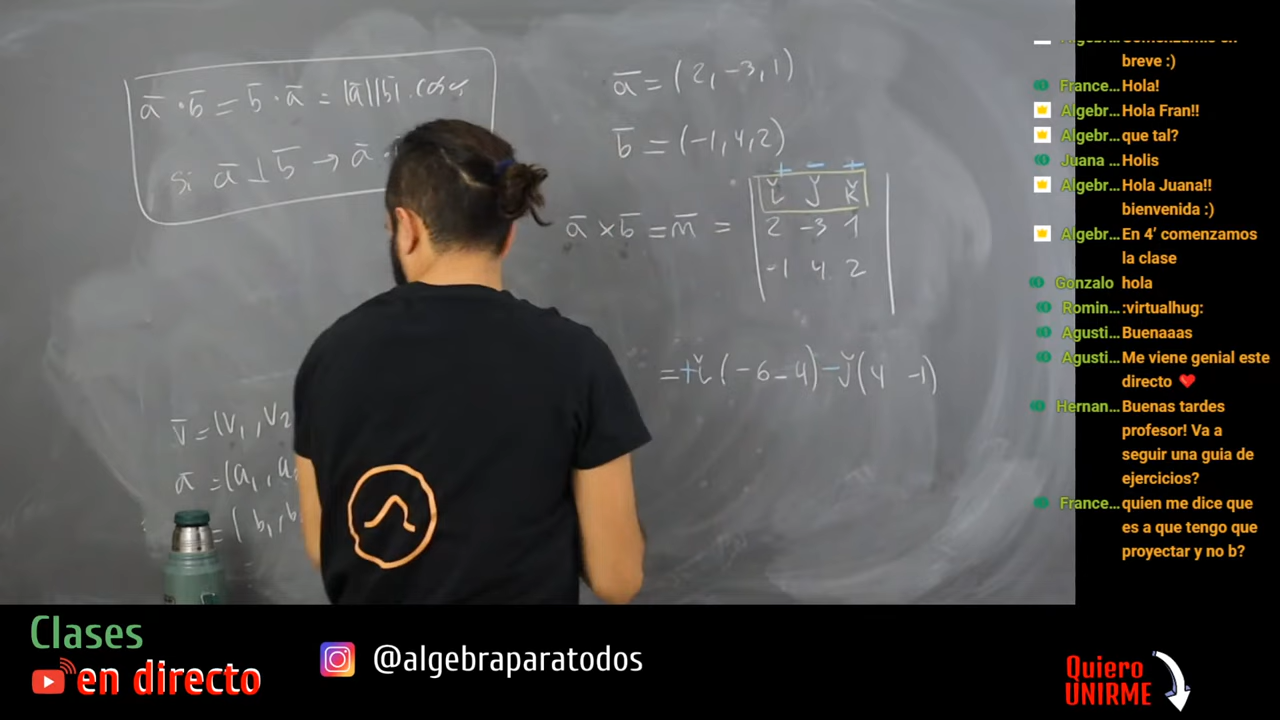 a̅ · b̅ = b̅ · a̅ = |a̅||b̅| . cos α
si a̅ ⊥ b̅ → a̅ ·
a̅ = (2, -3, 1)
b̅ = (-1, 4, 2)
+ - +
ǐ ǰ ǩ
a̅ × b̅ = m̅ = 2 -3 1
-1 4 2
= +ǐ (-6 - 4) - ǰ (4 -1)
v̅ = (v₁, v₂
a̅ = (a₁, a₂
= (b₁, b
breve :)
France... Hola!
Algebr... Hola Fran!!
Algebr... que tal?
Juana ... Holis
Algebr... Hola Juana!!
bienvenida :)
Algebr... En 4’ comenzamos
la clase
Gonzalo hola
Romin... :virtualhug:
Agusti... Buenaaas
Agusti... Me viene genial este
directo ❤
Hernan... Buenas tardes
profesor! Va a
seguir una guia de
ejercicios?
France... quien me dice que
es a que tengo que
proyectar y no b?
Clases
en directo
@algebraparatodos
Quiero
UNIRME